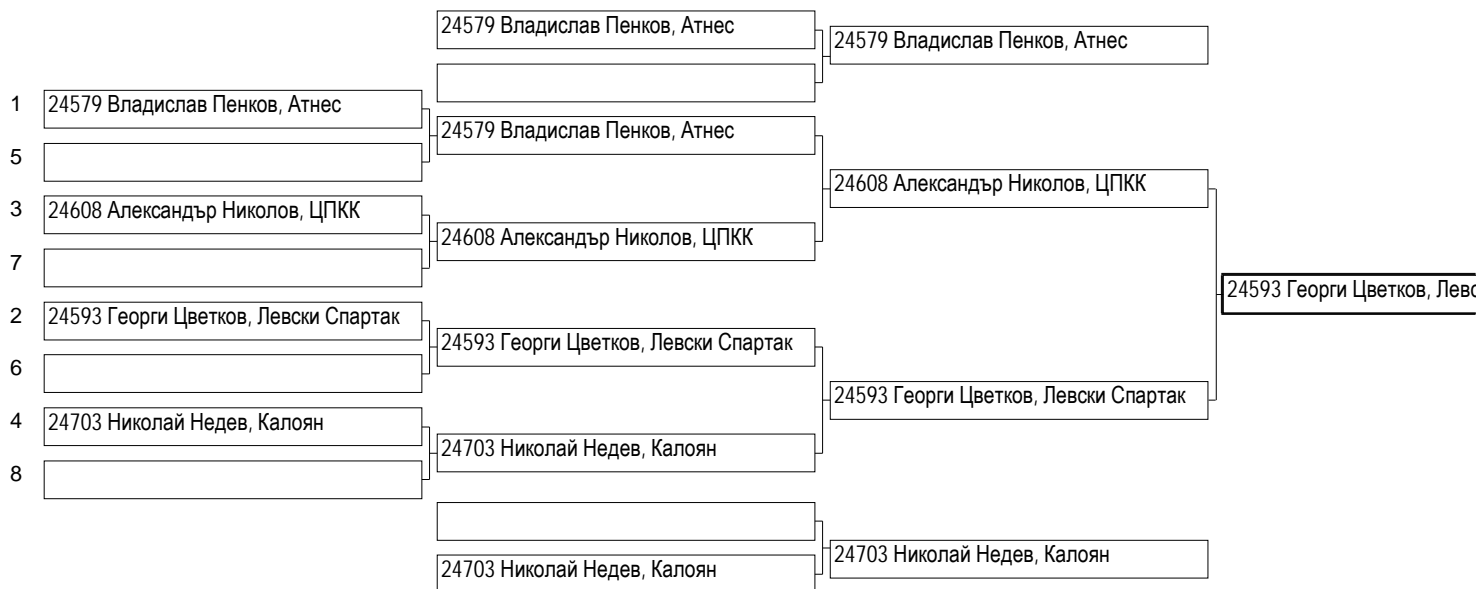 24579 Владислав Пенков, Атнес
24579 Владислав Пенков, Атнес
1 24579 Владислав Пенков, Атнес
24579 Владислав Пенков, Атнес
5
24608 Александър Николов, ЦПКК
3 24608 Александър Николов, ЦПКК
24608 Александър Николов, ЦПКК
7
24593 Георги Цветков, Левс
2 24593 Георги Цветков, Левски Спартак
24593 Георги Цветков, Левски Спартак
6
24593 Георги Цветков, Левски Спартак
4 24703 Николай Недев, Калоян
24703 Николай Недев, Калоян
8
24703 Николай Недев, Калоян
24703 Николай Недев, Калоян